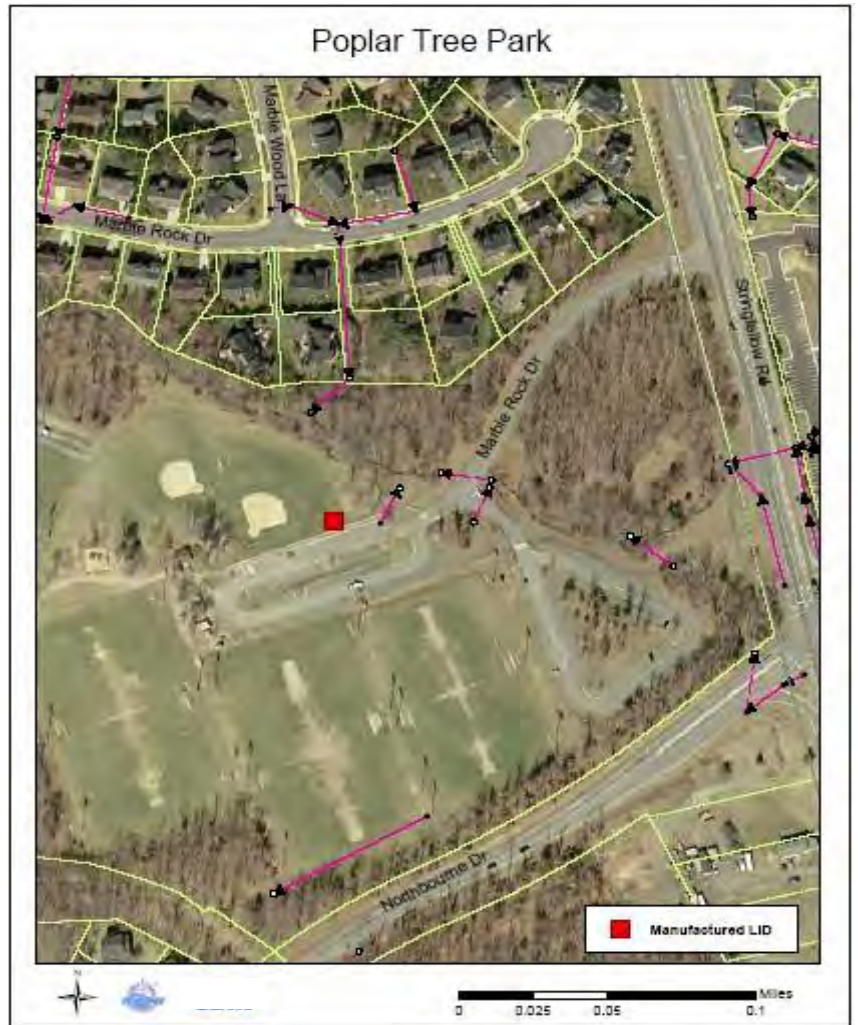 Poplar Tree Park
Marble Wood Ln
Marble Rock Dr
Stringfellow Rd
Marble Rock Dr
Northbourne Dr
Manufactured LID
N
Miles
0 0.025 0.05 0.1